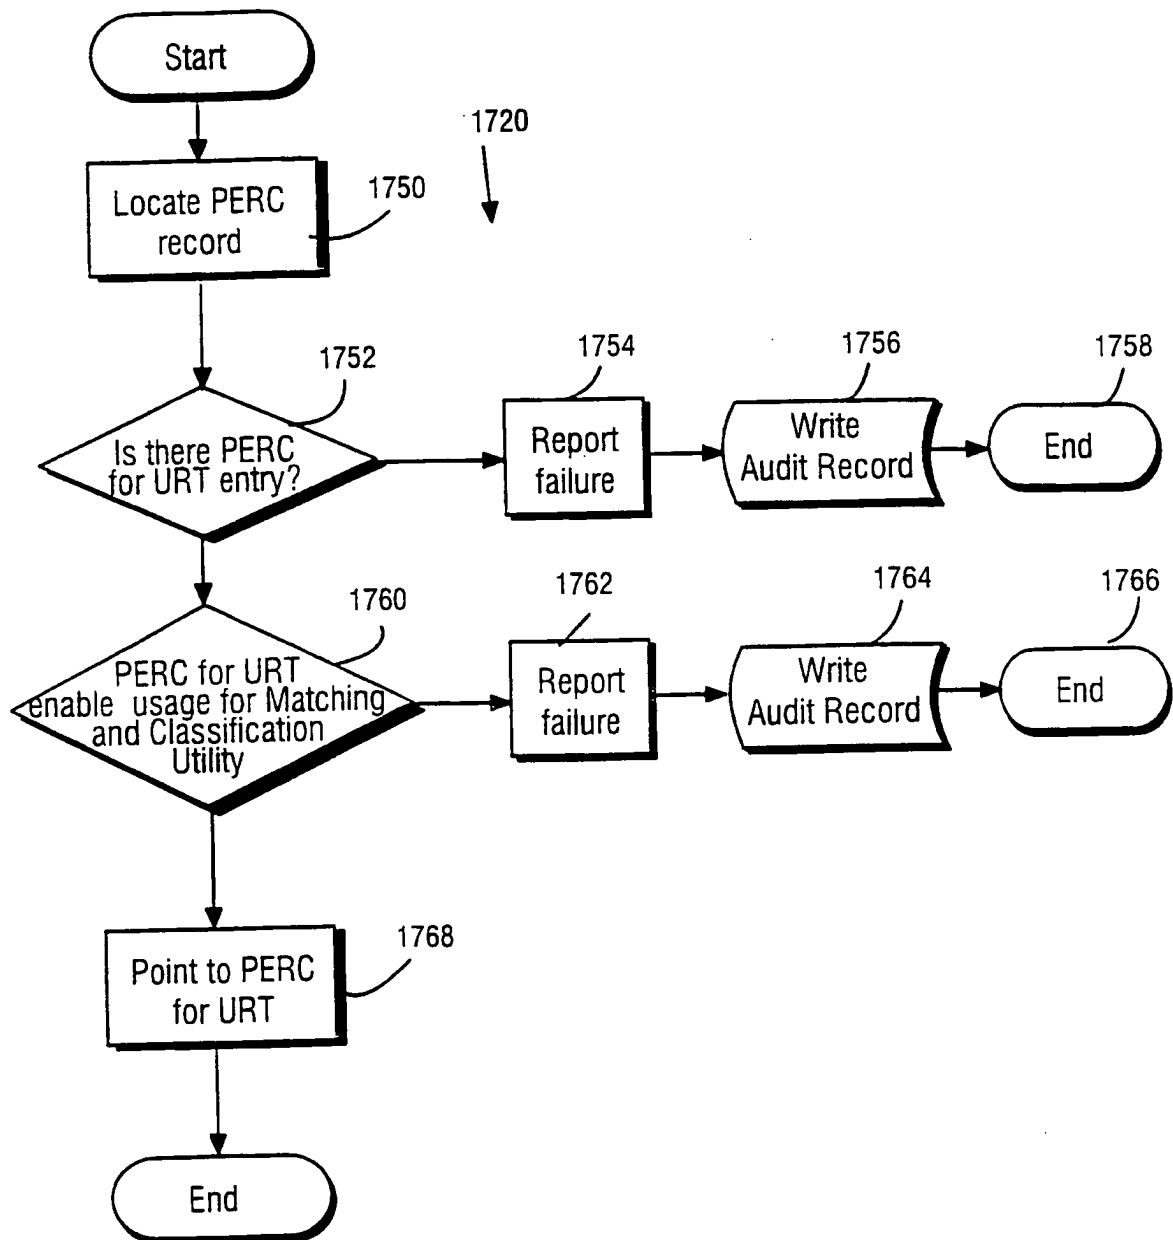 Start
1720
Locate PERC
record
1750
1752
Is there PERC
for URT entry?
1754
Report
failure
1756
Write
Audit Record
1758
End
1760
PERC for URT
enable usage for Matching
and Classification
Utility
1762
Report
failure
1764
Write
Audit Record
1766
End
1768
Point to PERC
for URT
End